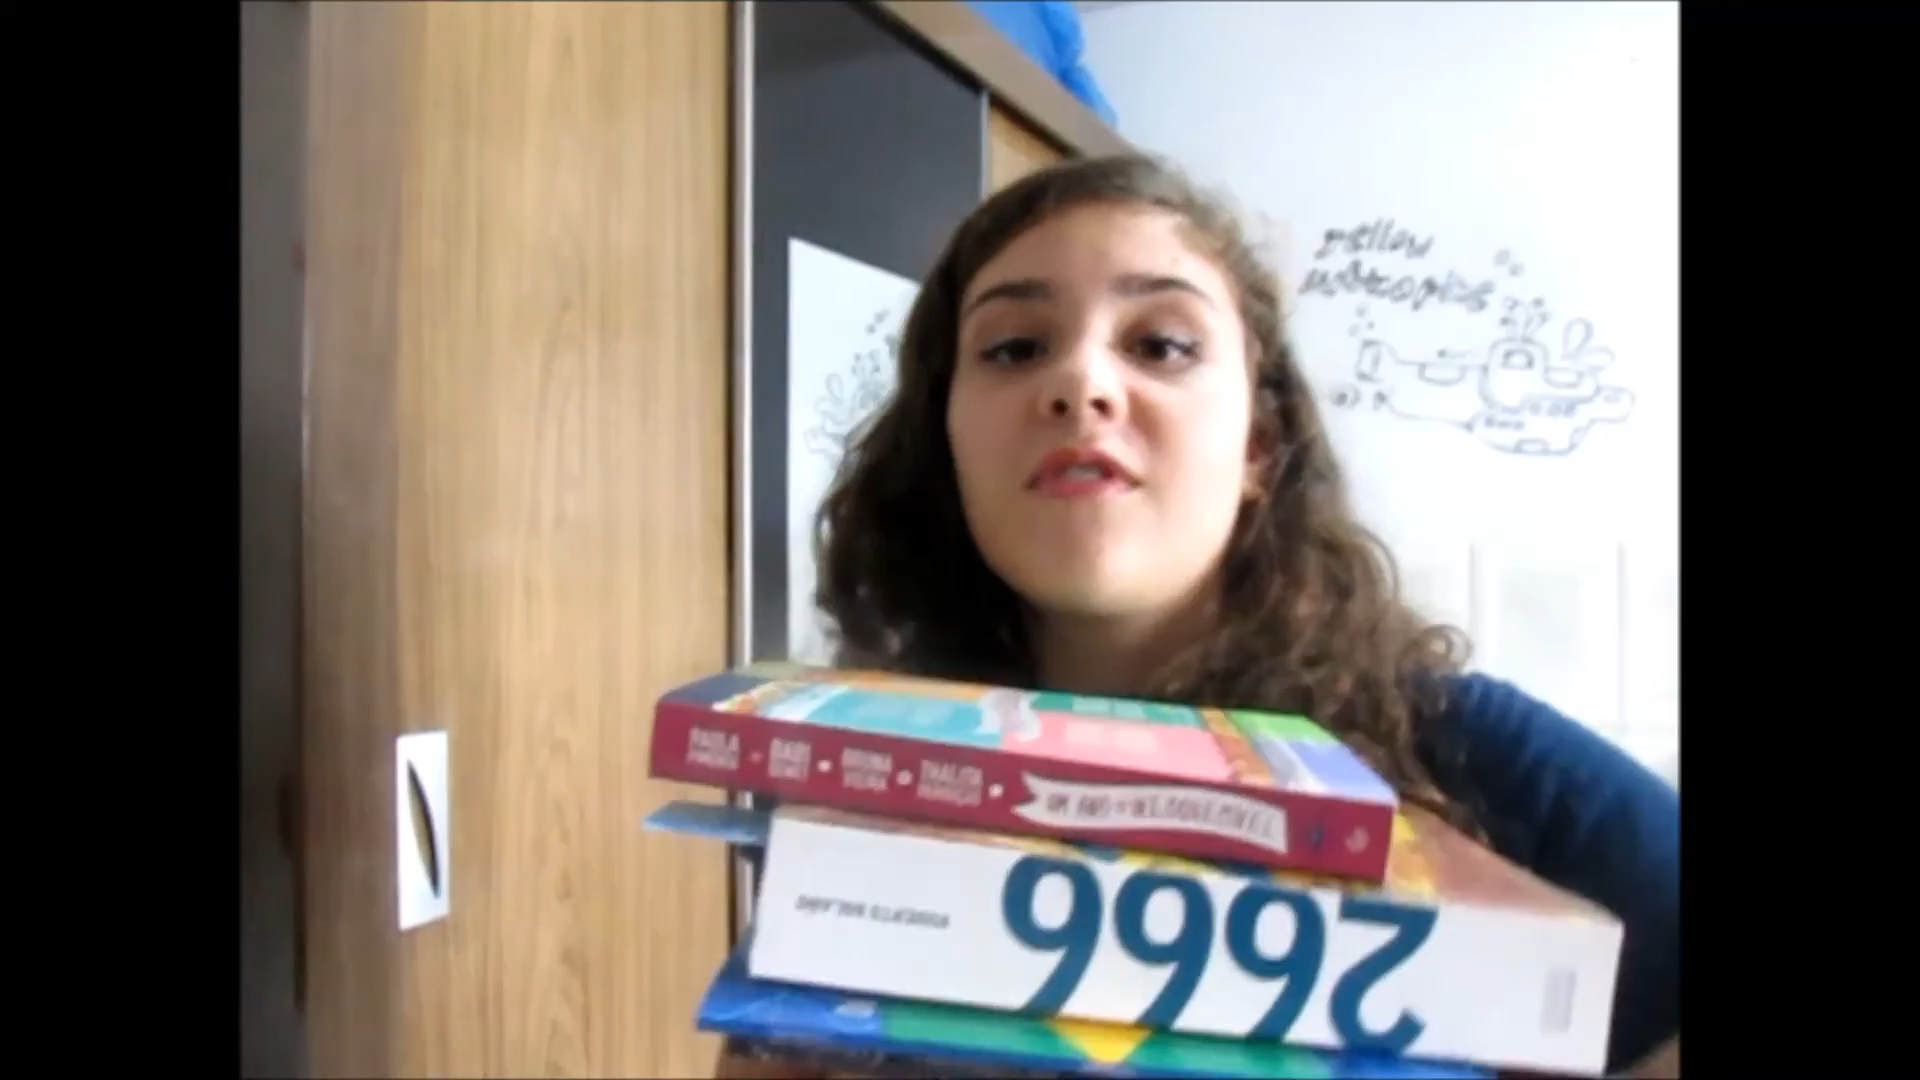 Yellow
submarine
PAULA PIMENTA • BABI DEWET • BRUNA VIEIRA • THALITA REBOUÇAS • UM ANO INESQUECÍVEL
2666
ROBERTO BOLAÑO